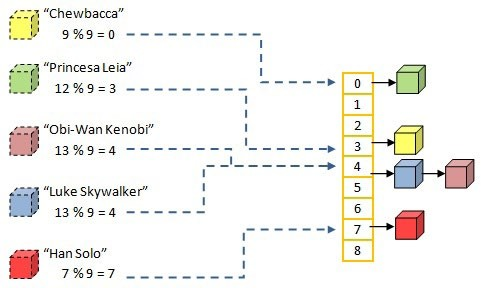 “Chewbacca”
9 % 9 = 0
“Princesa Leia”
12 % 9 = 3
“Obi-Wan Kenobi”
13 % 9 = 4
“Luke Skywalker”
13 % 9 = 4
“Han Solo”
7 % 9 = 7
0
1
2
3
4
5
6
7
8